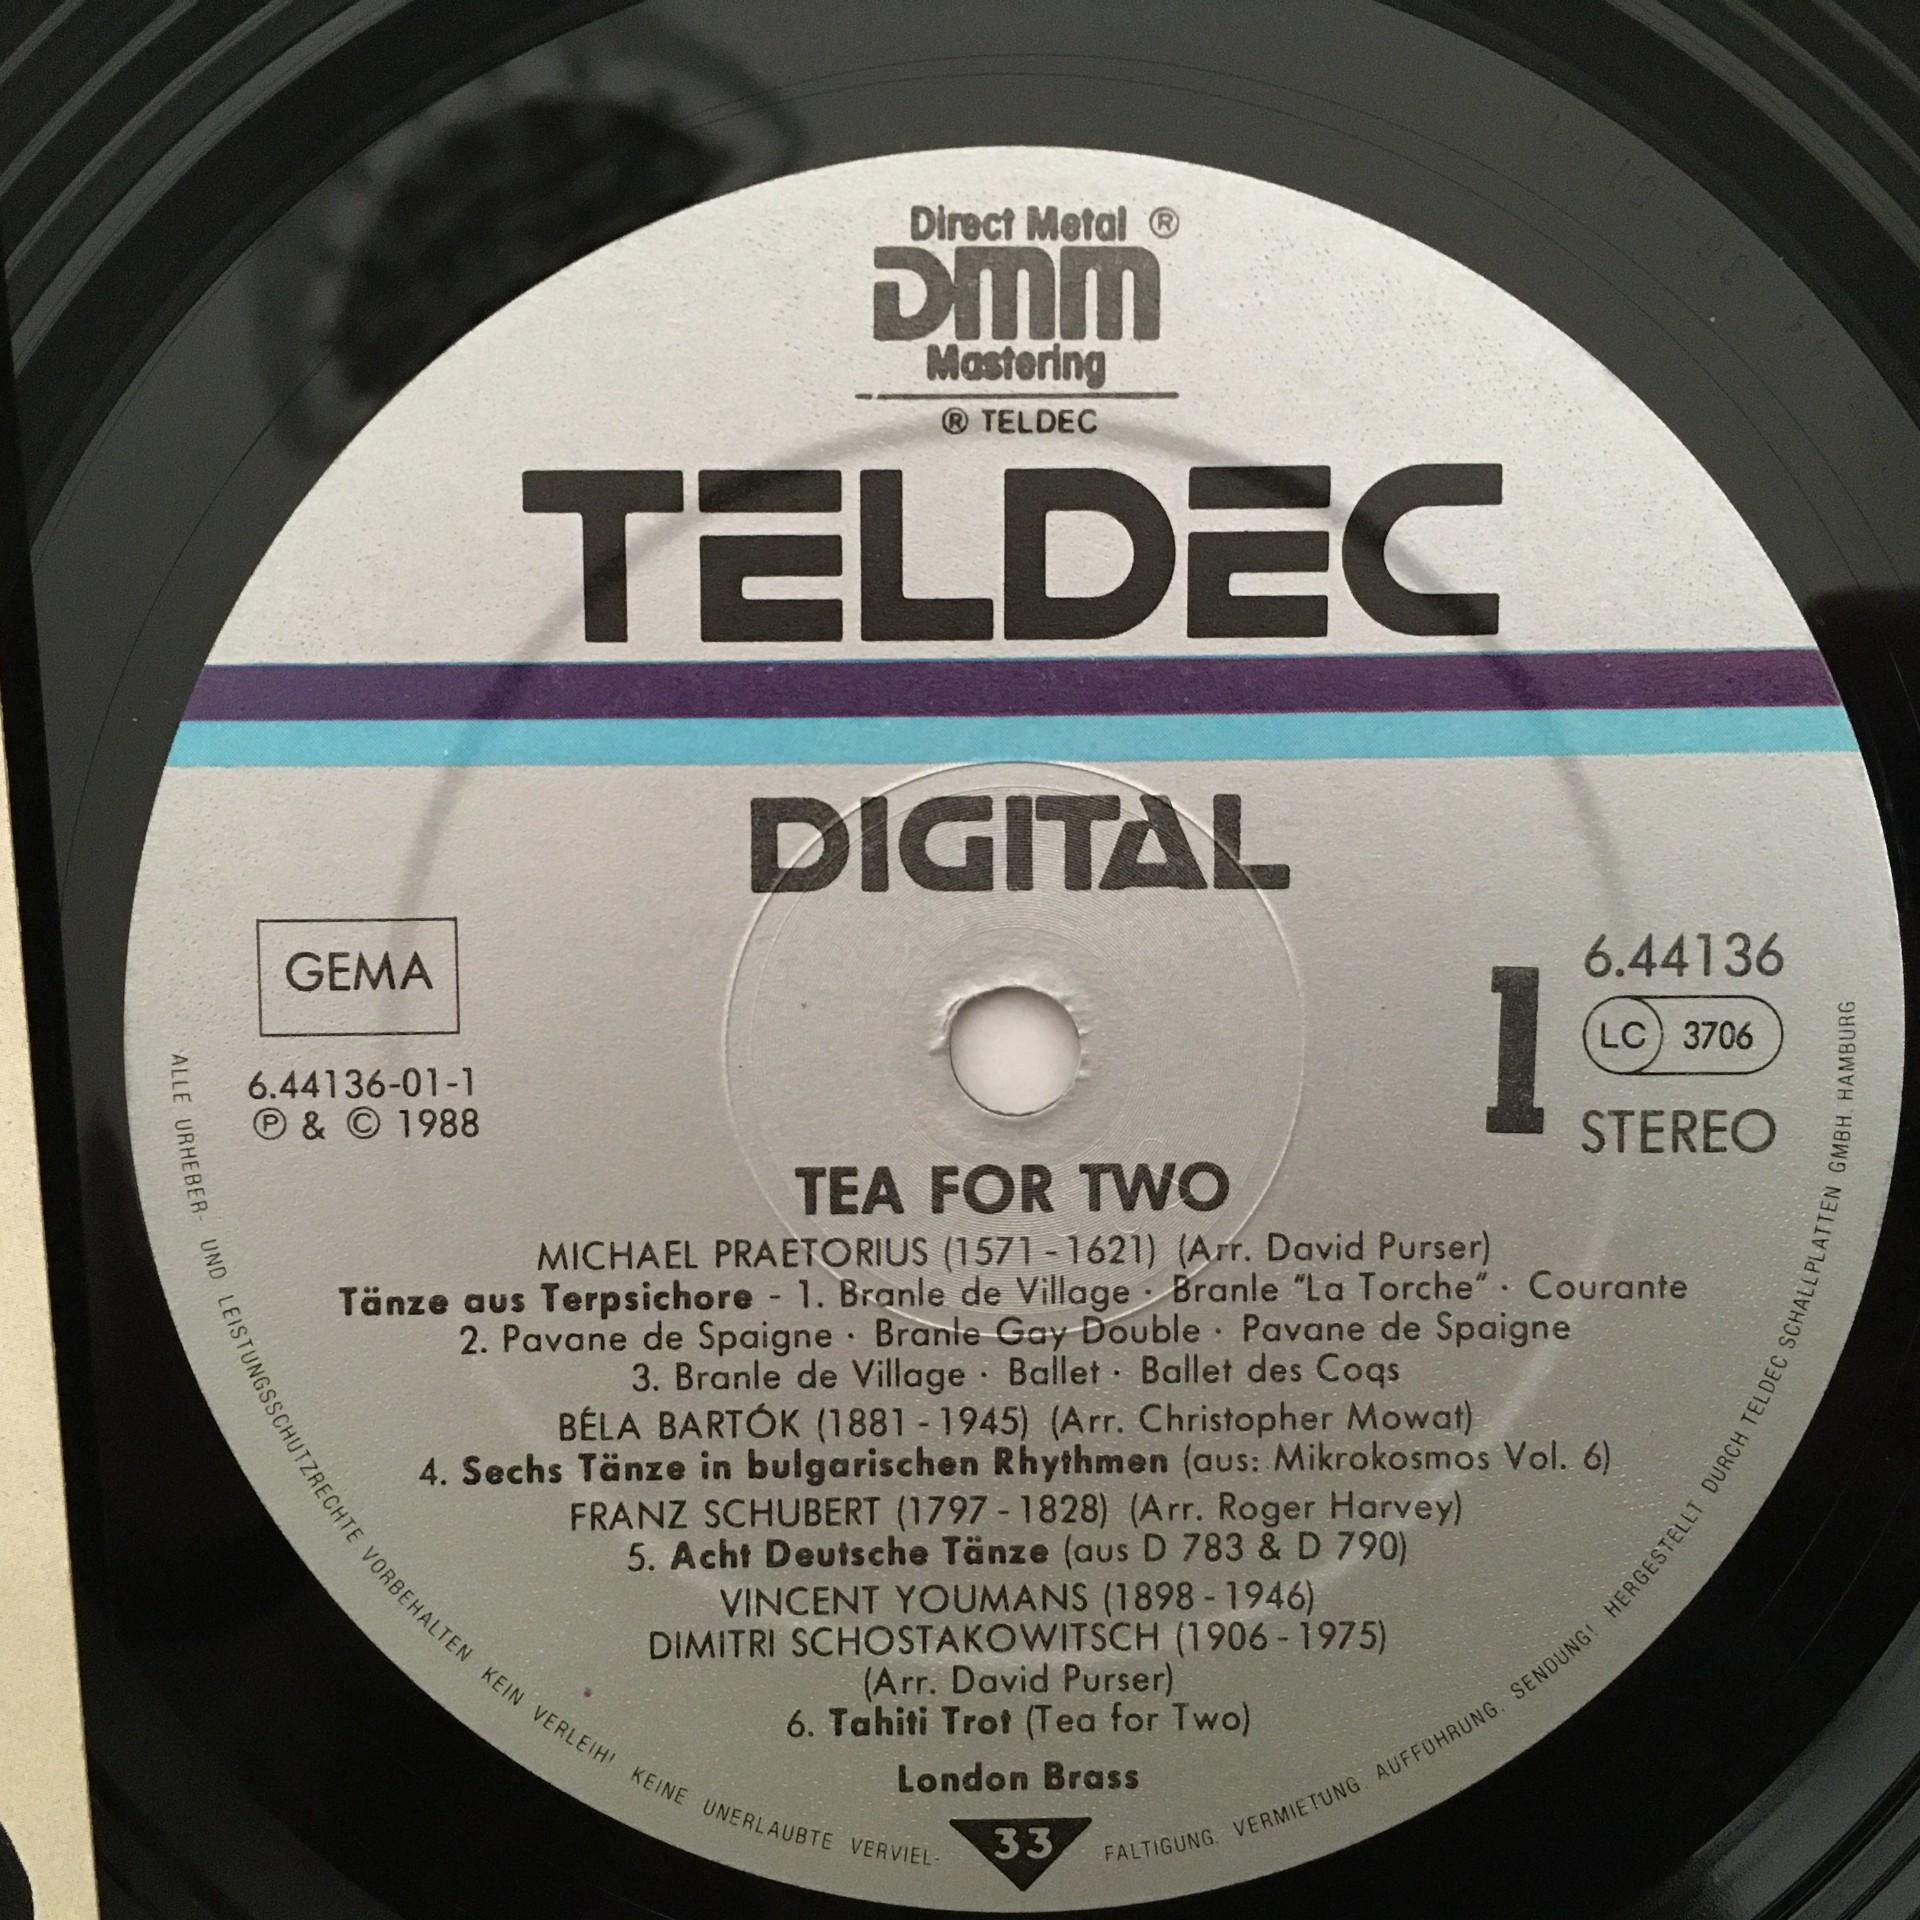 Direct Metal ®
DMM
Mastering
® TELDEC
TELDEC
DIGITAL
GEMA
6.44136-01-1
℗ & © 1988
1
6.44136
LC 3706
STEREO
TEA FOR TWO
MICHAEL PRAETORIUS (1571 - 1621) (Arr. David Purser)
Tänze aus Terpsichore - 1. Branle de Village · Branle "La Torche" · Courante
2. Pavane de Spaigne · Branle Gay Double · Pavane de Spaigne
3. Branle de Village · Ballet · Ballet des Coqs
BÉLA BARTÓK (1881 - 1945) (Arr. Christopher Mowat)
4. Sechs Tänze in bulgarischen Rhythmen (aus: Mikrokosmos Vol. 6)
FRANZ SCHUBERT (1797 - 1828) (Arr. Roger Harvey)
5. Acht Deutsche Tänze (aus D 783 & D 790)
VINCENT YOUMANS (1898 - 1946)
DIMITRI SCHOSTAKOWITSCH (1906 - 1975)
(Arr. David Purser)
6. Tahiti Trot (Tea for Two)
London Brass
33
ALLE URHEBER- UND LEISTUNGSSCHUTZRECHTE VORBEHALTEN KEIN VERLEIH! KEINE UNERLAUBTE VERVIEL- FALTIGUNG. VERMIETUNG. AUFFÜHRUNG. SENDUNG! HERGESTELLT DURCH TELDEC SCHALLPLATTEN GMBH. HAMBURG